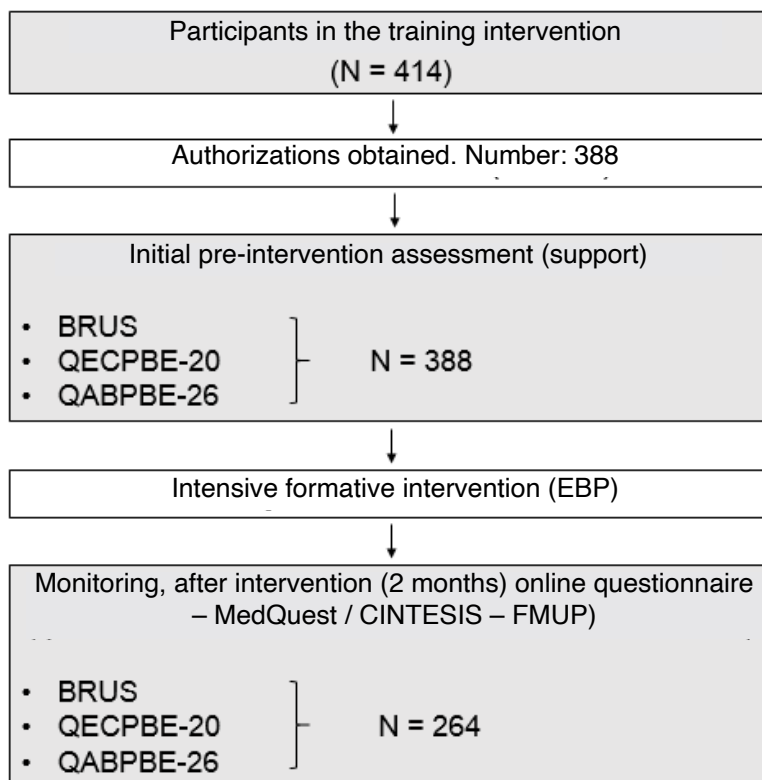 Participants in the training intervention
(N = 414)
Authorizations obtained. Number: 388
Initial pre-intervention assessment (support)
• BRUS
• QECPBE-20
N = 388
• QABPBE-26
Intensive formative intervention (EBP)
Monitoring, after intervention (2 months) online questionnaire
– MedQuest / CINTESIS – FMUP)
• BRUS
• QECPBE-20
N = 264
• QABPBE-26